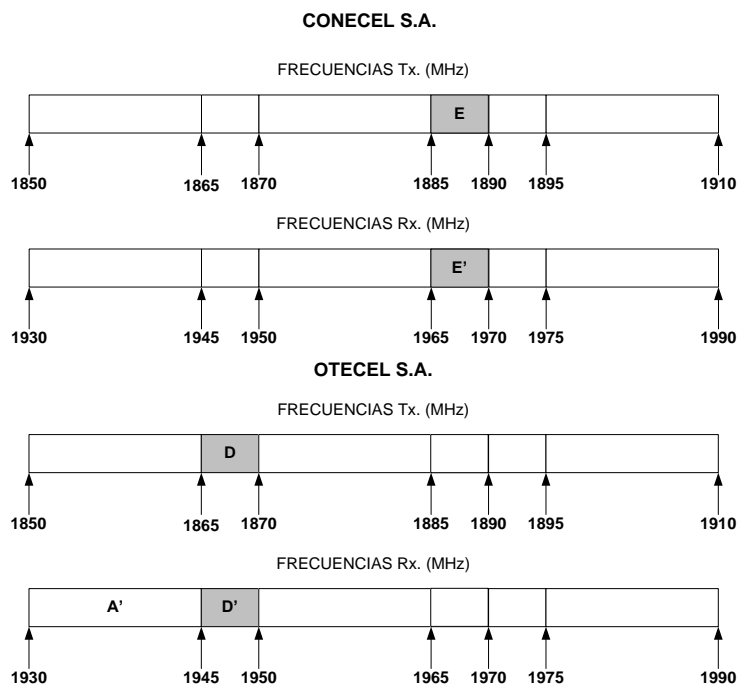 CONECEL S.A.
FRECUENCIAS Tx. (MHz)
E
1850 1865 1870 1885 1890 1895 1910
FRECUENCIAS Rx. (MHz)
E’
1930 1945 1950 1965 1970 1975 1990
OTECEL S.A.
FRECUENCIAS Tx. (MHz)
D
1850 1865 1870 1885 1890 1895 1910
FRECUENCIAS Rx. (MHz)
A’ D’
1930 1945 1950 1965 1970 1975 1990